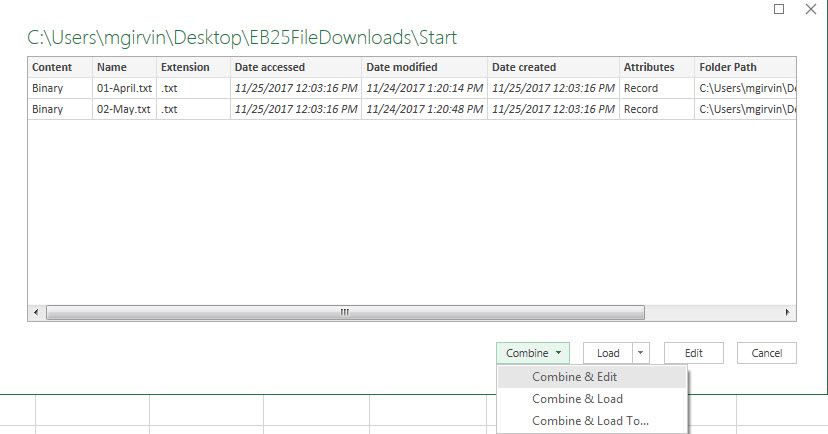 C:\Users\mgirvin\Desktop\EB25FileDownloads\Start
Content Name Extension Date accessed Date modified Date created Attributes Folder Path
Binary 01-April.txt .txt 11/25/2017 12:03:16 PM 11/24/2017 1:20:14 PM 11/25/2017 12:03:16 PM Record C:\Users\mgirvin\De
Binary 02-May.txt .txt 11/25/2017 12:03:16 PM 11/24/2017 1:20:48 PM 11/25/2017 12:03:16 PM Record C:\Users\mgirvin\De
Combine Load Edit Cancel
Combine & Edit
Combine & Load
Combine & Load To...